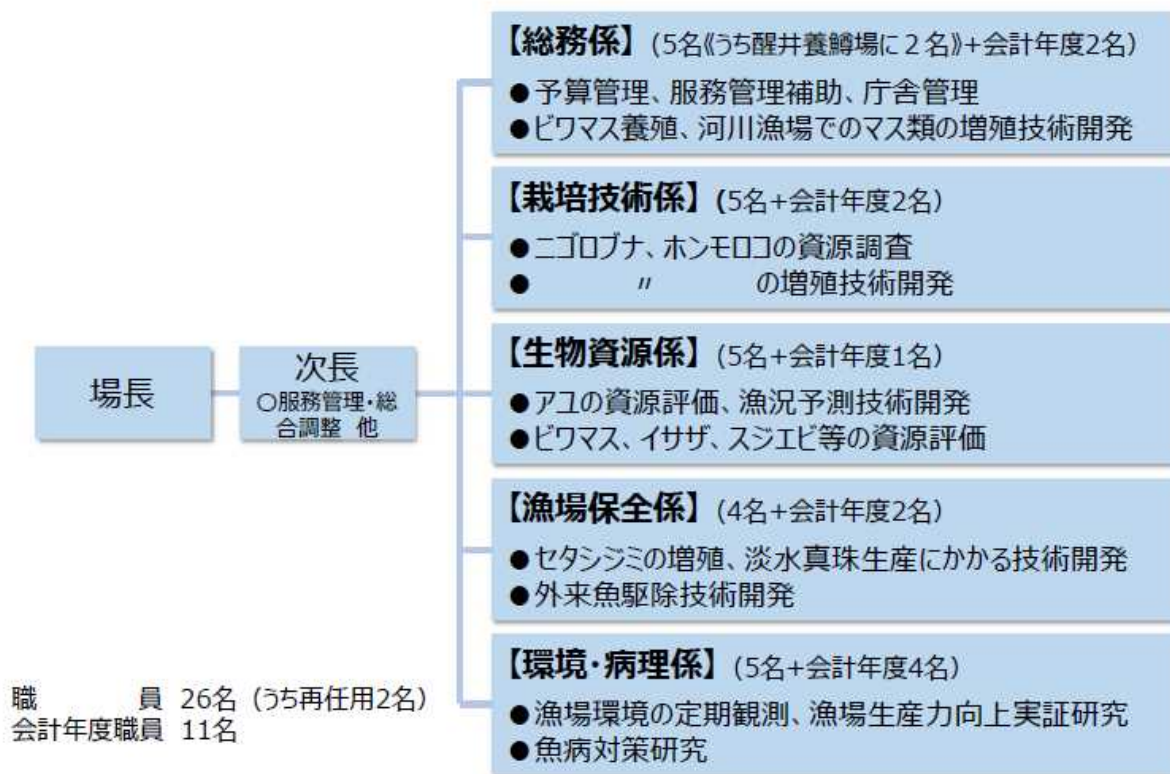 場長
次長
〇服務管理・総
合調整 他
【総務係】 (5名《うち醒井養鱒場に2名》+会計年度2名)
●予算管理、服務管理補助、庁舎管理
●ビワマス養殖、河川漁場でのマス類の増殖技術開発
【栽培技術係】 (5名+会計年度2名)
●ニゴロブナ、ホンモロコの資源調査
● 〃 の増殖技術開発
【生物資源係】 (5名+会計年度1名)
●アユの資源評価、漁況予測技術開発
●ビワマス、イサザ、スジエビ等の資源評価
【漁場保全係】 (4名+会計年度2名)
●セタシジミの増殖、淡水真珠生産にかかる技術開発
●外来魚駆除技術開発
【環境・病理係】 (5名+会計年度4名)
●漁場環境の定期観測、漁場生産力向上実証研究
●魚病対策研究
職 員 26名 (うち再任用2名)
会計年度職員 11名